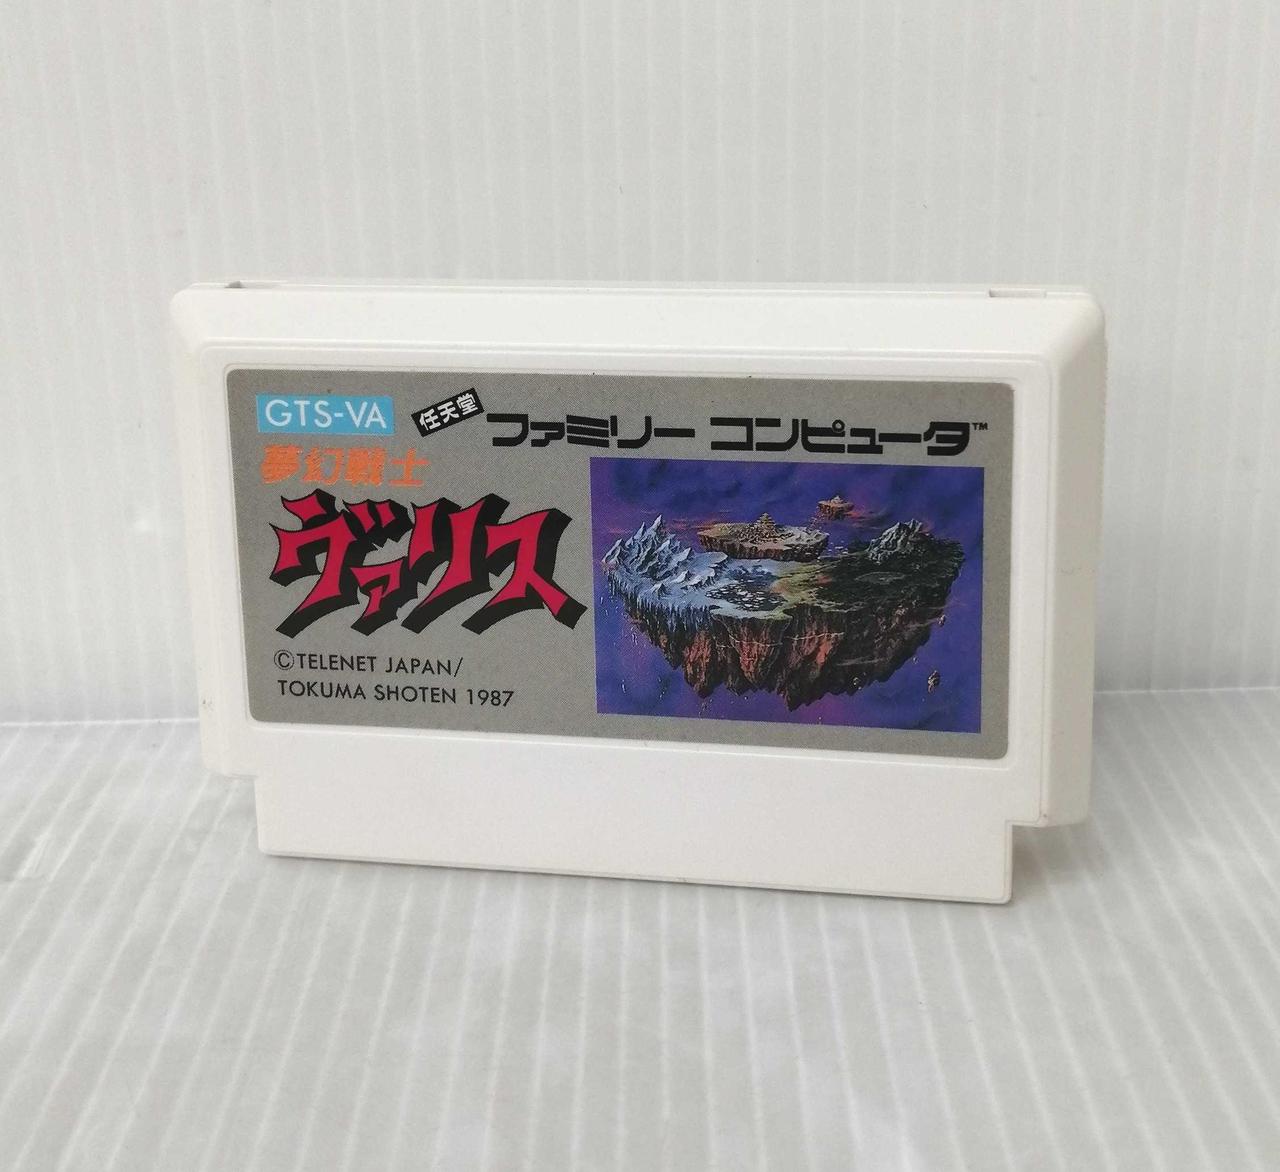 GTS-VA
任天堂 ファミリー コンピュータ™
夢幻戦士
ヴァリス
©TELENET JAPAN/
TOKUMA SHOTEN 1987